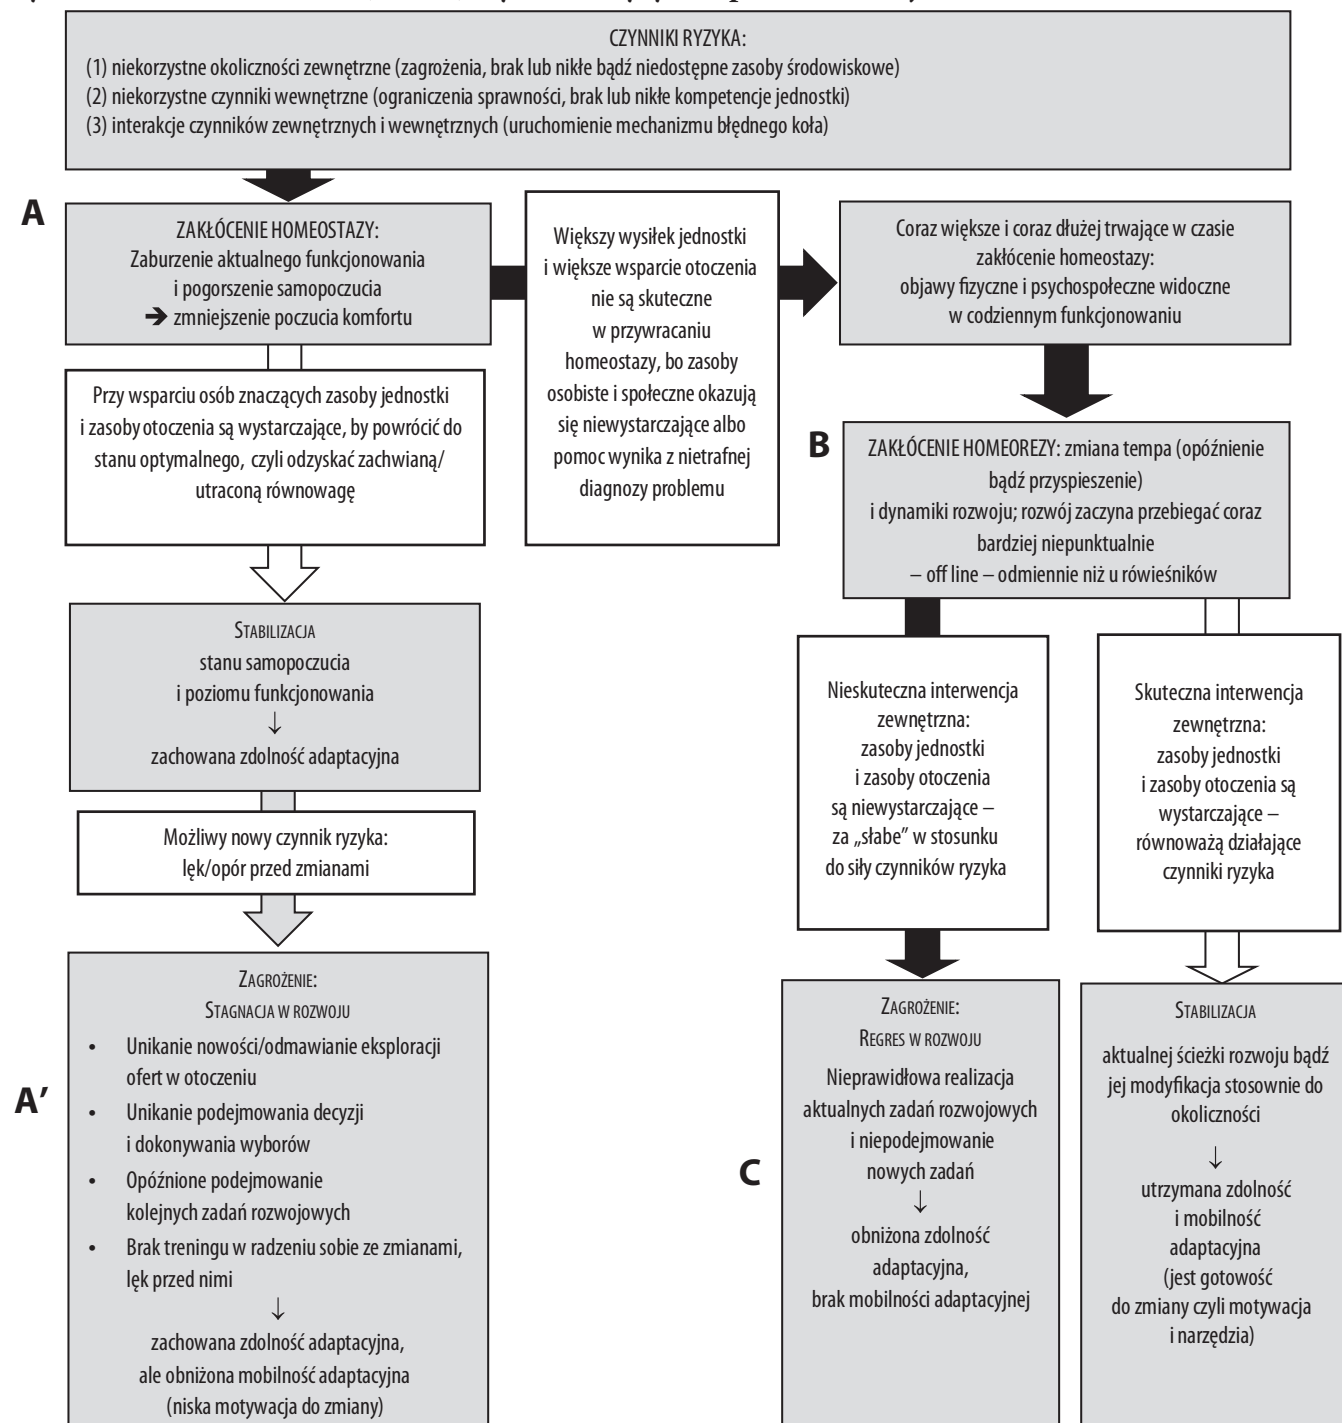 CZYNNIKI RYZYKA:
(1) niekorzystne okoliczności zewnętrzne (zagrożenia, brak lub nikłe bądź niedostępne zasoby środowiskowe)
(2) niekorzystne czynniki wewnętrzne (ograniczenia sprawności, brak lub nikłe kompetencje jednostki)
(3) interakcje czynników zewnętrznych i wewnętrznych (uruchomienie mechanizmu błędnego koła)
A
ZAKŁÓCENIE HOMEOSTAZY:
Zaburzenie aktualnego funkcjonowania
i pogorszenie samopoczucia
➔ zmniejszenie poczucia komfortu
Większy wysiłek jednostki
i większe wsparcie otoczenia
nie są skuteczne
w przywracaniu
homeostazy, bo zasoby
osobiste i społeczne okazują
się niewystarczające albo
pomoc wynika z nietrafnej
diagnozy problemu
Coraz większe i coraz dłużej trwające w czasie
zakłócenie homeostazy:
objawy fizyczne i psychospołeczne widoczne
w codziennym funkcjonowaniu
Przy wsparciu osób znaczących zasoby jednostki
i zasoby otoczenia są wystarczające, by powrócić do
stanu optymalnego, czyli odzyskać zachwianą/
utraconą równowagę
B
ZAKŁÓCENIE HOMEOREZY: zmiana tempa (opóźnienie
bądź przyspieszenie)
i dynamiki rozwoju; rozwój zaczyna przebiegać coraz
bardziej niepunktualnie
– off line – odmiennie niż u rówieśników
STABILIZACJA
stanu samopoczucia
i poziomu funkcjonowania
↓
zachowana zdolność adaptacyjna
Nieskuteczna interwencja
zewnętrzna:
zasoby jednostki
i zasoby otoczenia
są niewystarczające –
za „słabe” w stosunku
do siły czynników ryzyka
Skuteczna interwencja
zewnętrzna:
zasoby jednostki
i zasoby otoczenia są
wystarczające –
równoważą działające
czynniki ryzyka
Możliwy nowy czynnik ryzyka:
lęk/opór przed zmianami
A’
ZAGROŻENIE:
STAGNACJA W ROZWOJU
• Unikanie nowości/odmawianie eksploracji
ofert w otoczeniu
• Unikanie podejmowania decyzji
i dokonywania wyborów
• Opóźnione podejmowanie
kolejnych zadań rozwojowych
• Brak treningu w radzeniu sobie ze zmianami,
lęk przed nimi
↓
zachowana zdolność adaptacyjna,
ale obniżona mobilność adaptacyjna
(niska motywacja do zmiany)
C
ZAGROŻENIE:
REGRES W ROZWOJU
Nieprawidłowa realizacja
aktualnych zadań rozwojowych
i niepodejmowanie
nowych zadań
↓
obniżona zdolność
adaptacyjna,
brak mobilności adaptacyjnej
STABILIZACJA
aktualnej ścieżki rozwoju bądź
jej modyfikacja stosownie do
okoliczności
↓
utrzymana zdolność
i mobilność
adaptacyjna
(jest gotowość
do zmiany czyli motywacja
i narzędzia)